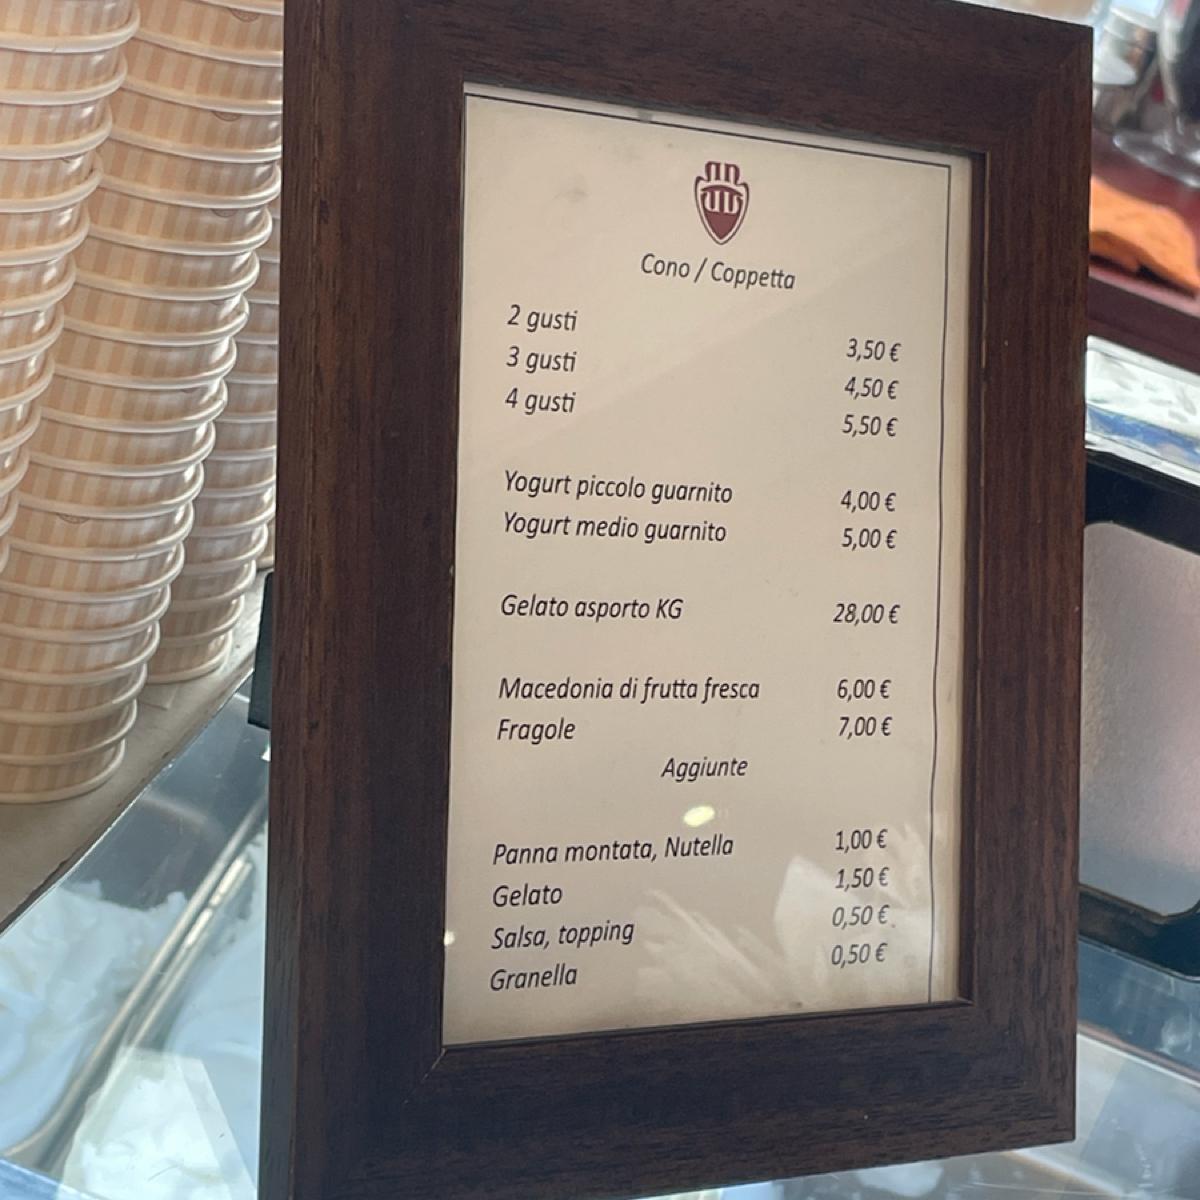 Cono / Coppetta
2 gusti 3,50 €
3 gusti 4,50 €
4 gusti 5,50 €
Yogurt piccolo guarnito 4,00 €
Yogurt medio guarnito 5,00 €
Gelato asporto KG 28,00 €
Macedonia di frutta fresca 6,00 €
Fragole 7,00 €
Aggiunte
Panna montata, Nutella 1,00 €
Gelato 1,50 €
Salsa, topping 0,50 €
Granella 0,50 €